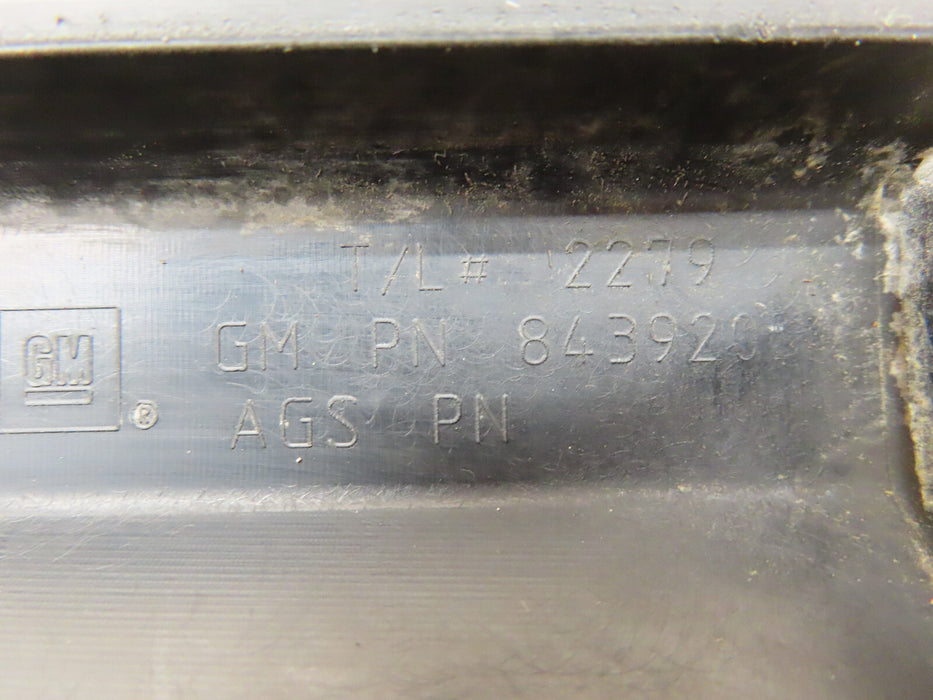 T/L# 2279
GM PN 843920
GM ®
AGS PN